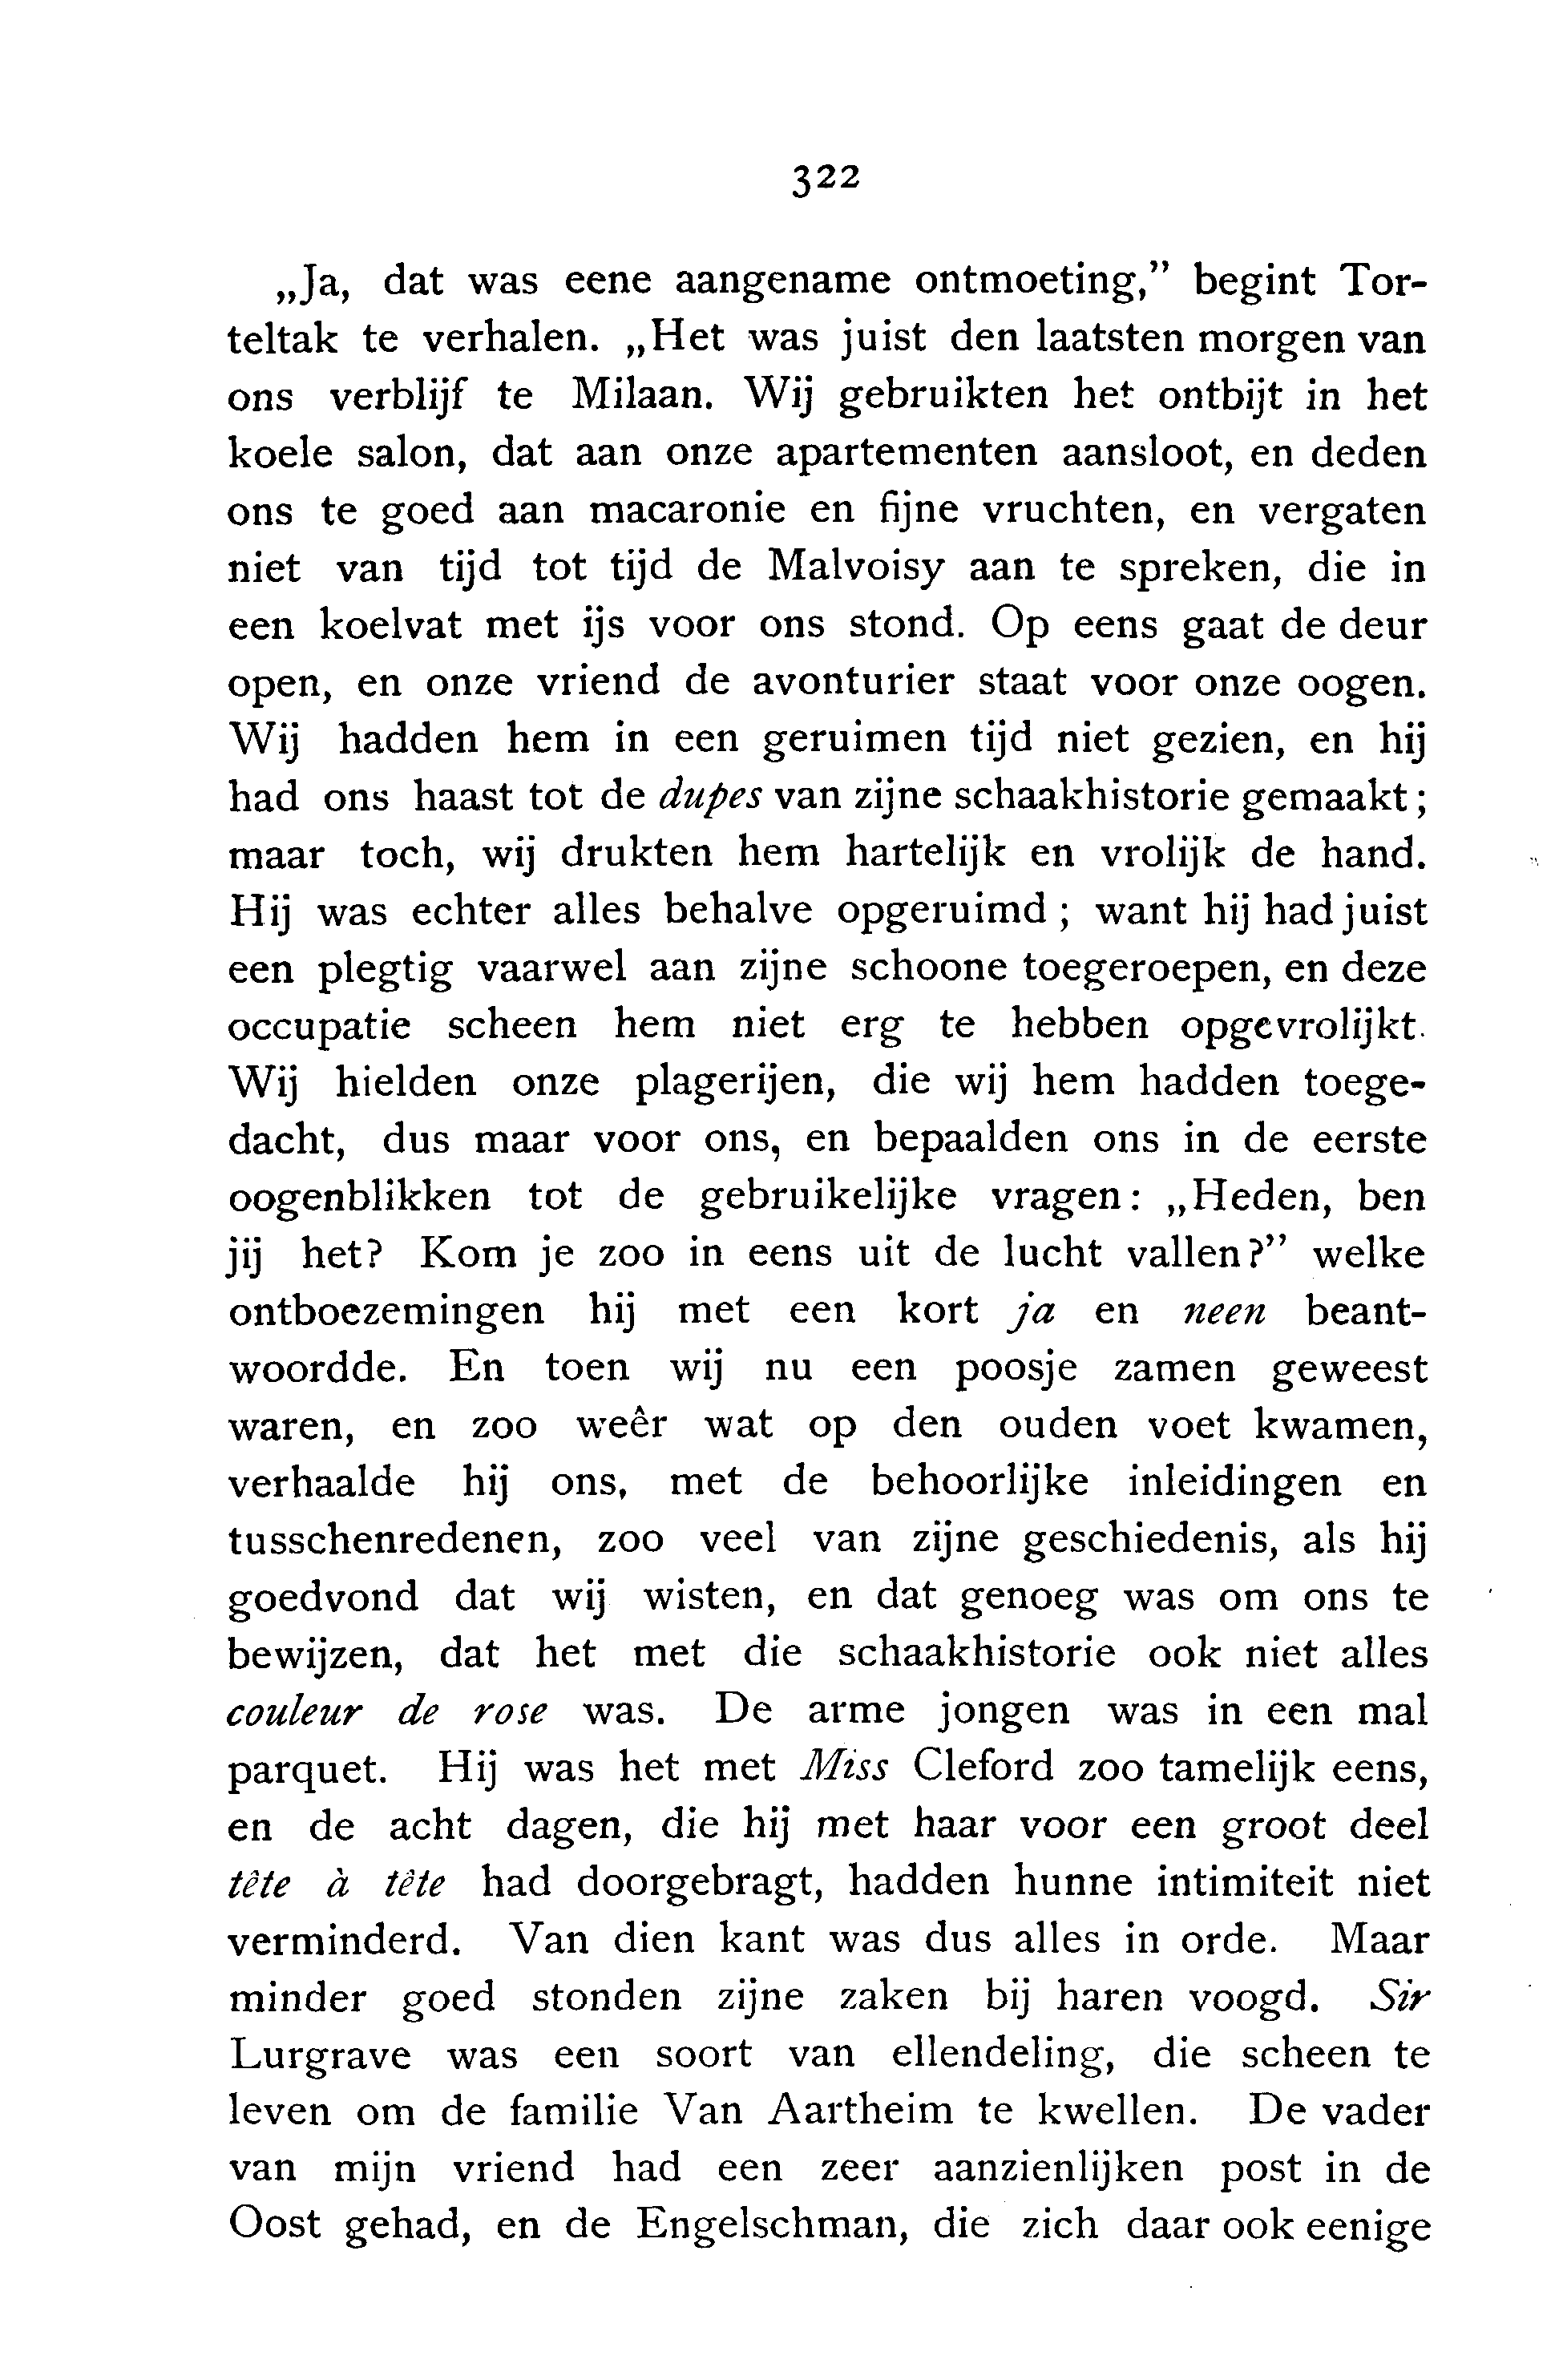 322
„Ja, dat was eene aangename ontmoeting,” begint Tor-
teltak te verhalen. „Het was juist den laatsten morgen van
ons verblijf te Milaan. Wij gebruikten het ontbijt in het
koele salon, dat aan onze apartementen aansloot, en deden
ons te goed aan macaronie en fijne vruchten, en vergaten
niet van tijd tot tijd de Malvoisy aan te spreken, die in
een koelvat met ijs voor ons stond. Op eens gaat de deur
open, en onze vriend de avonturier staat voor onze oogen.
Wij hadden hem in een geruimen tijd niet gezien, en hij
had ons haast tot de dupes van zijne schaakhistorie gemaakt;
maar toch, wij drukten hem hartelijk en vrolijk de hand.
Hij was echter alles behalve opgeruimd; want hij had juist
een plegtig vaarwel aan zijne schoone toegeroepen, en deze
occupatie scheen hem niet erg te hebben opgevrolijkt.
Wij hielden onze plagerijen, die wij hem hadden toege-
dacht, dus maar voor ons, en bepaalden ons in de eerste
oogenblikken tot de gebruikelijke vragen: „Heden, ben
jij het? Kom je zoo in eens uit de lucht vallen?” welke
ontboezemingen hij met een kort ja en neen beant-
woordde. En toen wij nu een poosje zamen geweest
waren, en zoo weêr wat op den ouden voet kwamen,
verhaalde hij ons, met de behoorlijke inleidingen en
tusschenredenen, zoo veel van zijne geschiedenis, als hij
goedvond dat wij wisten, en dat genoeg was om ons te
bewijzen, dat het met die schaakhistorie ook niet alles
couleur de rose was. De arme jongen was in een mal
parquet. Hij was het met Miss Cleford zoo tamelijk eens,
en de acht dagen, die hij met haar voor een groot deel
tête à tête had doorgebragt, hadden hunne intimiteit niet
verminderd. Van dien kant was dus alles in orde. Maar
minder goed stonden zijne zaken bij haren voogd. Sir
Lurgrave was een soort van ellendeling, die scheen te
leven om de familie Van Aartheim te kwellen. De vader
van mijn vriend had een zeer aanzienlijken post in de
Oost gehad, en de Engelschman, die zich daar ook eenige